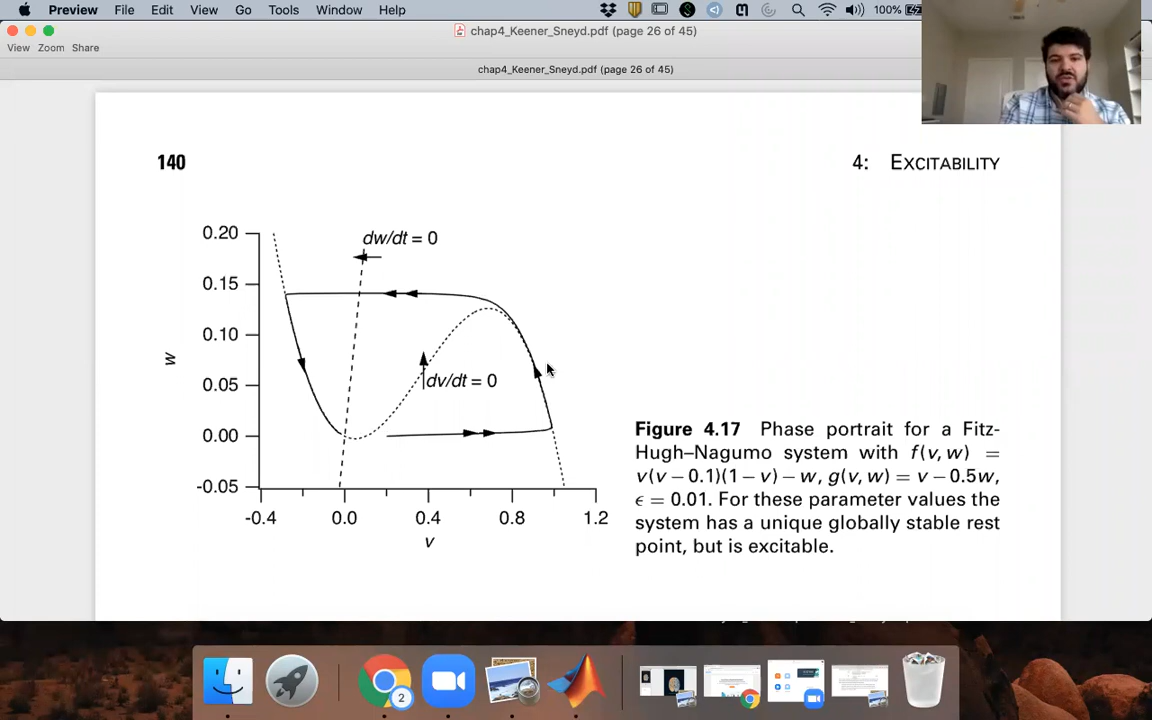 Preview File Edit View Go Tools Window Help 100%
chap4_Keener_Sneyd.pdf (page 26 of 45)
View Zoom Share
chap4_Keener_Sneyd.pdf (page 26 of 45)
140
4: EXCITABILITY
0.20
0.15
0.10
0.05
0.00
-0.05
w
dw/dt = 0
dv/dt = 0
-0.4 0.0 0.4 0.8 1.2
v
Figure 4.17 Phase portrait for a Fitz-
Hugh–Nagumo system with f(v, w) =
v(v − 0.1)(1 − v) − w, g(v, w) = v − 0.5w,
ϵ = 0.01. For these parameter values the
system has a unique globally stable rest
point, but is excitable.
2